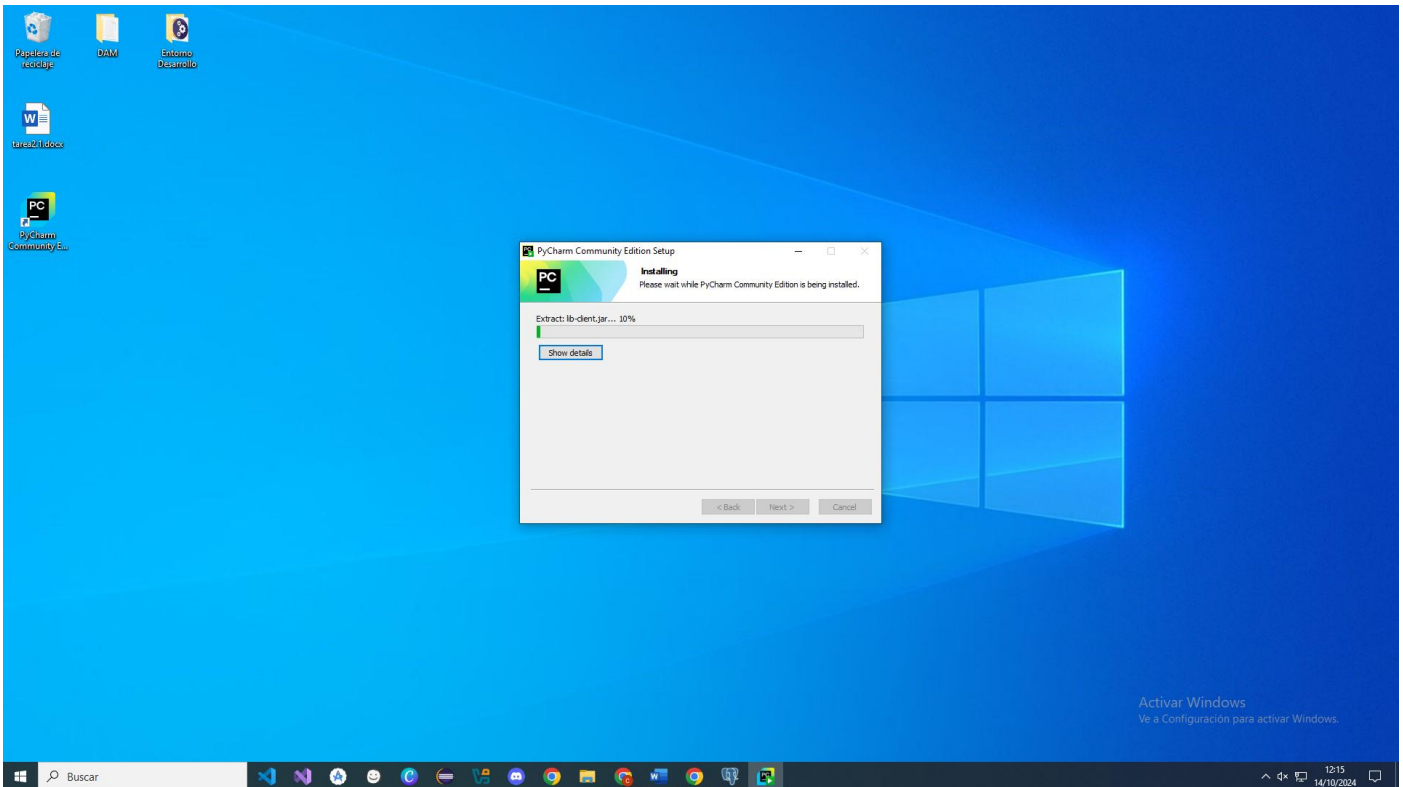 Papelera de
reciclaje
DAM
Entorno
Desarrollo
W
tarea2.1.docx
PC
PyCharm
Community E...
PyCharm Community Edition Setup
PC
Installing
Please wait while PyCharm Community Edition is being installed.
Extract: lib-client.jar... 10%
Show details
< Back
Next >
Cancel
Activar Windows
Ve a Configuración para activar Windows.
Buscar
12:15
14/10/2024